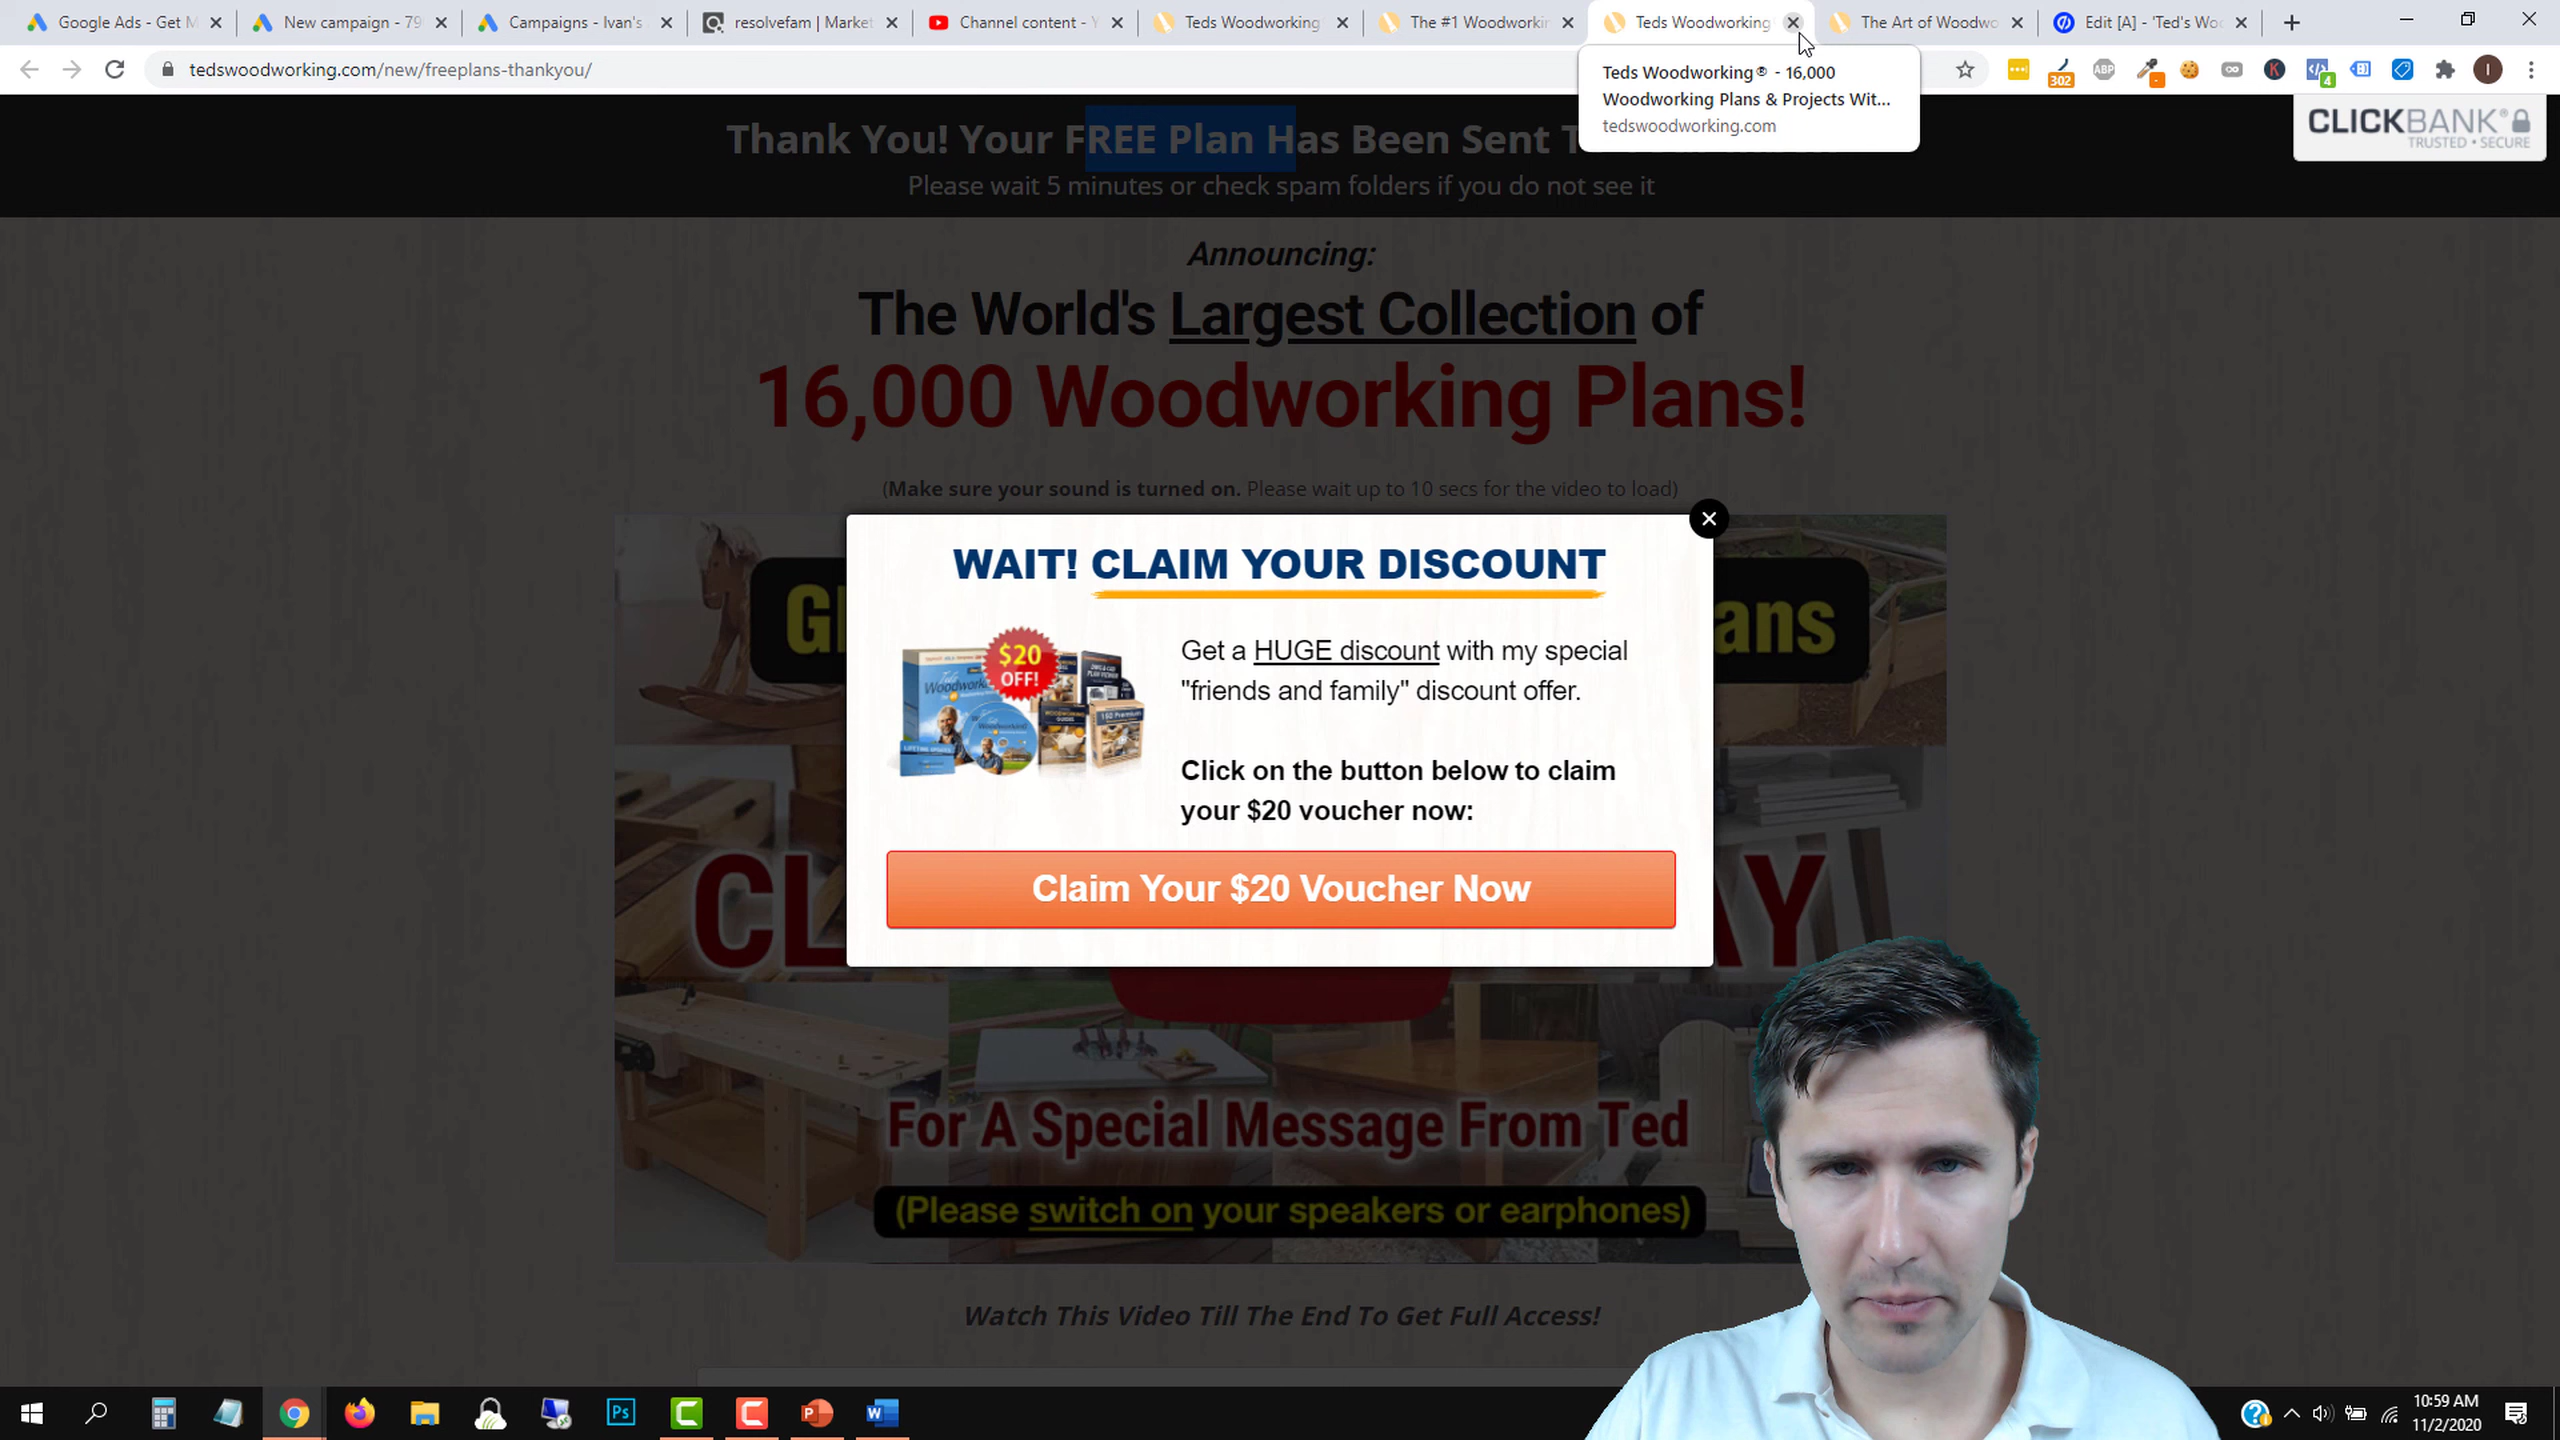 Google Ads - Get M
New campaign - 79
Campaigns - Ivan's
resolvefam | Market
Channel content - Y
Teds Woodworking
The #1 Woodworkin
Teds Woodworking
The Art of Woodwo
Edit [A] - 'Ted's Wo
tedswoodworking.com/new/freeplans-thankyou/
Teds Woodworking® - 16,000
Woodworking Plans & Projects Wit...
tedswoodworking.com
302
ABP
4
I
Thank You! Your FREE Plan Has Been Sent
Please wait 5 minutes or check spam folders if you do not see it
CLICKBANK®
TRUSTED • SECURE
Announcing:
The World's Largest Collection of
16,000 Woodworking Plans!
(Make sure your sound is turned on. Please wait up to 10 secs for the video to load)
WAIT! CLAIM YOUR DISCOUNT
$20
OFF!
Get a HUGE discount with my special
"friends and family" discount offer.
Click on the button below to claim
your $20 voucher now:
Claim Your $20 Voucher Now
For A Special Message From Ted
(Please switch on your speakers or earphones)
Watch This Video Till The End To Get Full Access!
Ps
10:59 AM
11/2/2020